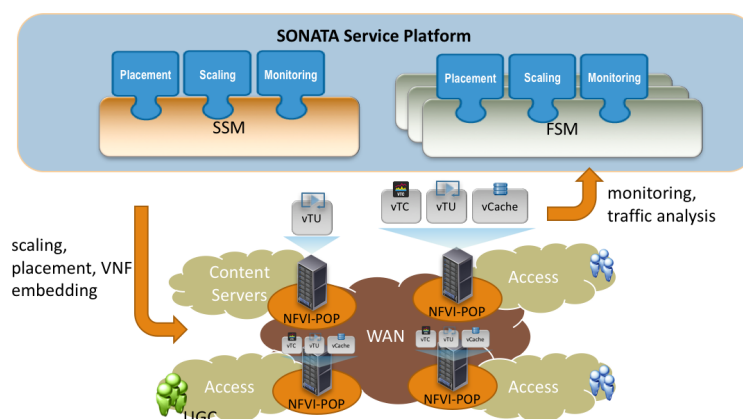 SONATA Service Platform
Placement
Scaling
Monitoring
SSM
Placement
Scaling
Monitoring
FSM
vTU
VTC
vTC
vTU
vCache
monitoring,
traffic analysis
scaling,
placement, VNF
embedding
Content
Servers
NFVI-POP
Access
NFVI-POP
WAN
vTC
vTU
vCache
vTC
vTU
vCache
Access
NFVI-POP
NFVI-POP
Access
UGC